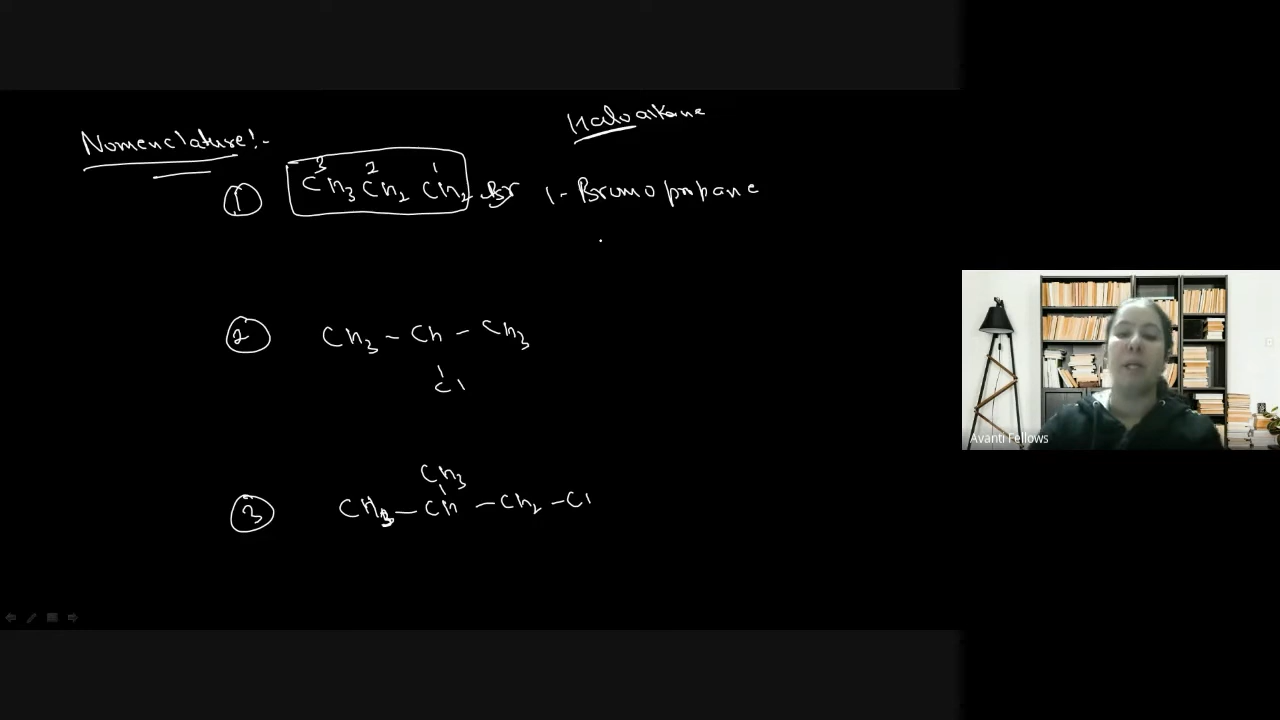 Haloalkane
Nomenclature:-
3 2 1
① CH3 CH2 CH2 - Br 1- Bromopropane
② CH3 - CH - CH3
Cl
CH3
③ CH3 - CH - CH2 - Cl
Avanti Fellows